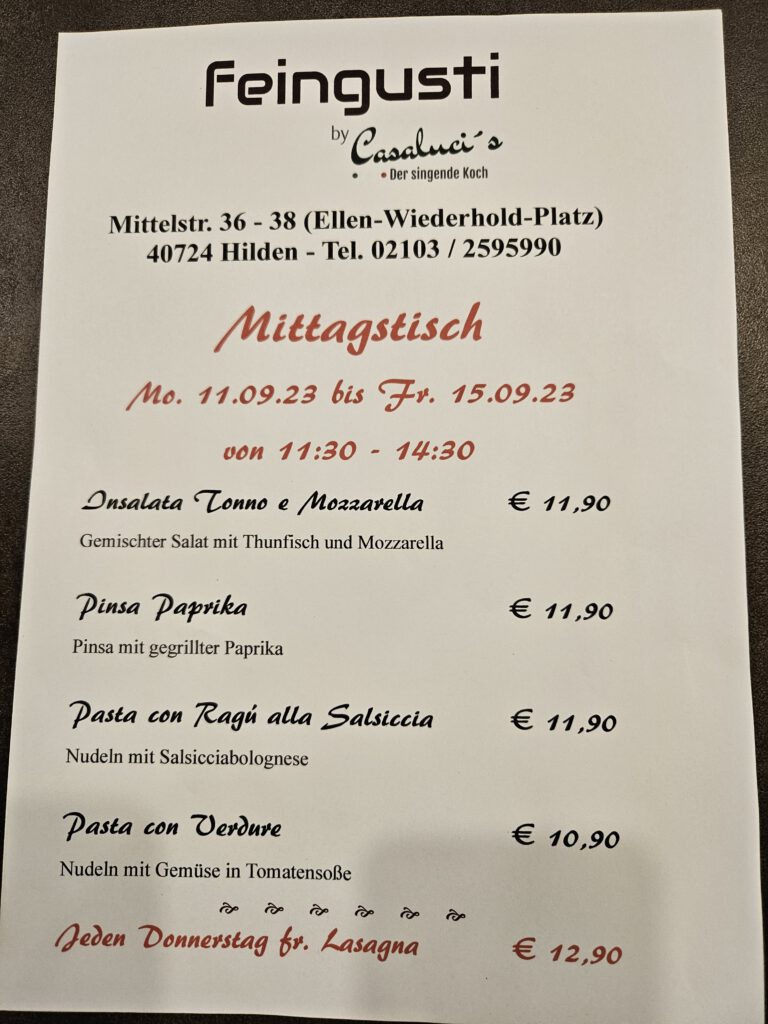 Feingusti
by Casaluci´s
Der singende Koch
Mittelstr. 36 - 38 (Ellen-Wiederhold-Platz)
40724 Hilden - Tel. 02103 / 2595990
Mittagstisch
Mo. 11.09.23 bis Fr. 15.09.23
von 11:30 - 14:30
Insalata Tonno e Mozzarella € 11,90
Gemischter Salat mit Thunfisch und Mozzarella
Pinsa Paprika € 11,90
Pinsa mit gegrillter Paprika
Pasta con Ragú alla Salsiccia € 11,90
Nudeln mit Salsicciabolognese
Pasta con Verdure € 10,90
Nudeln mit Gemüse in Tomatensoße
Jeden Donnerstag fr. Lasagna € 12,90